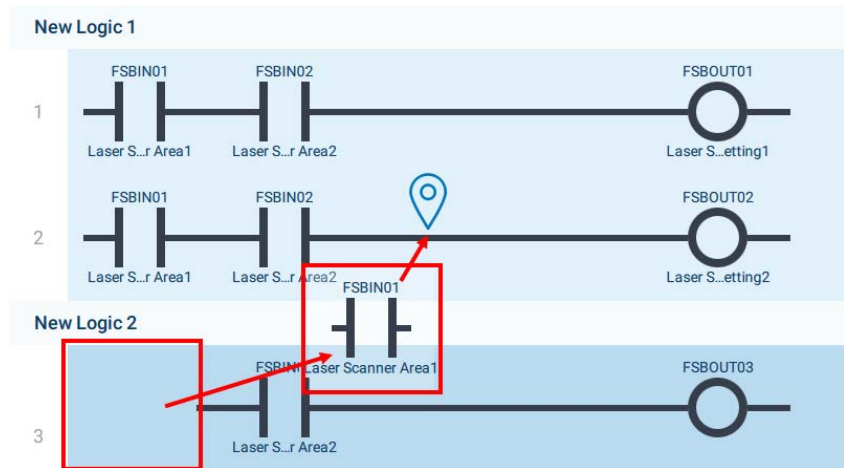 New Logic 1
FSBIN01 FSBIN02 FSBOUT01
1
Laser S...r Area1 Laser S...r Area2 Laser S...etting1
FSBIN01 FSBIN02 FSBOUT02
2
Laser S...r Area1 Laser S...r Area2 Laser S...etting2
FSBIN01
New Logic 2
Laser Scanner Area1
FSBOUT03
3
Laser S...r Area2